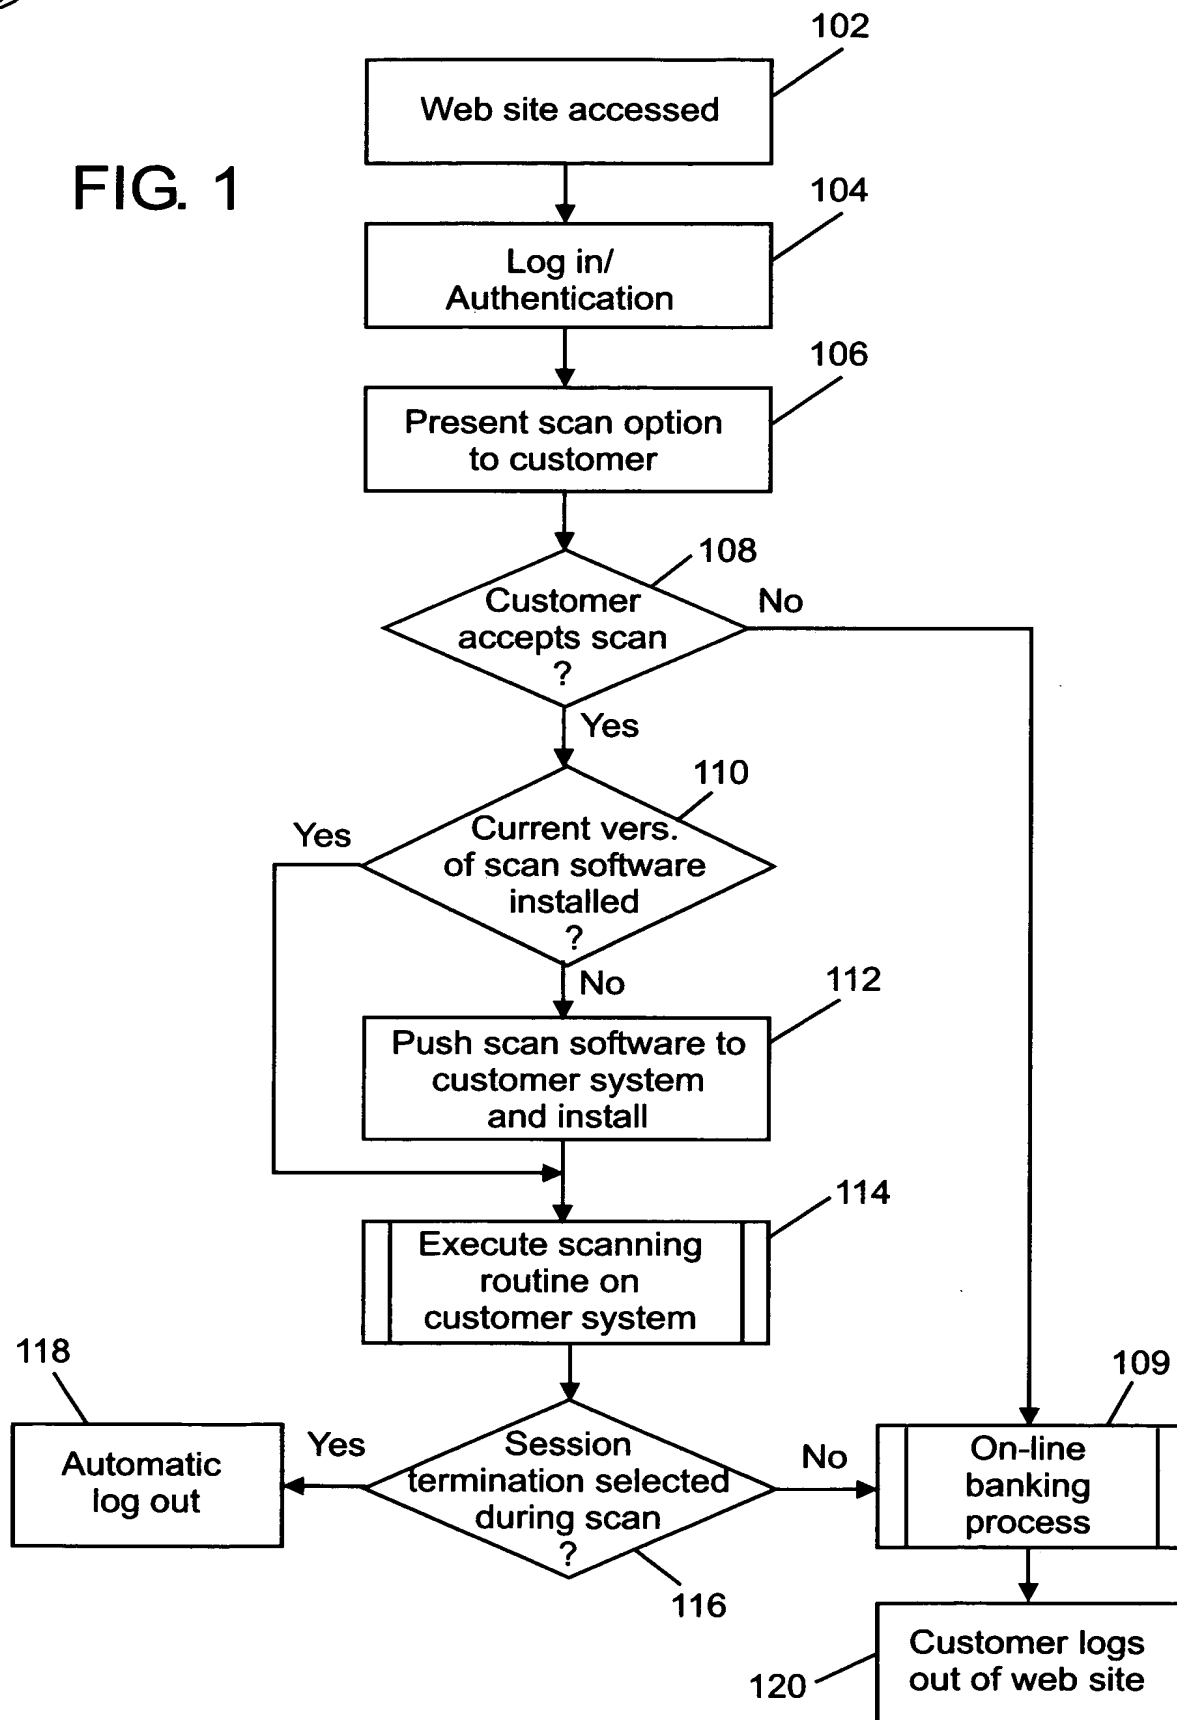 102
Web site accessed
FIG. 1
104
Log in/
Authentication
106
Present scan option
to customer
108
Customer
accepts scan
?
No
Yes
110
Current vers.
of scan software
installed
?
Yes
No
112
Push scan software to
customer system
and install
114
Execute scanning
routine on
customer system
118
Automatic
log out
Yes
Session
termination selected
during scan
?
116
No
109
On-line
banking
process
120
Customer logs
out of web site